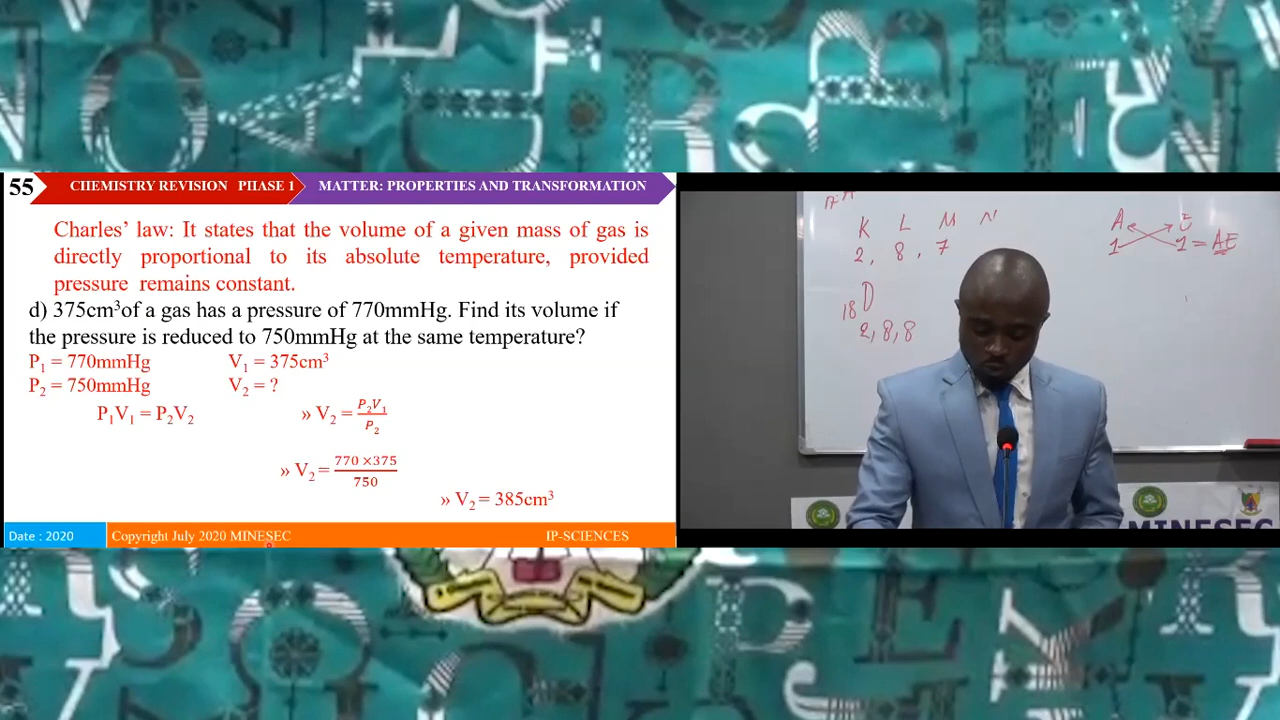 55 CHEMISTRY REVISION PHASE 1 MATTER: PROPERTIES AND TRANSFORMATION
Charles' law: It states that the volume of a given mass of gas is
directly proportional to its absolute temperature, provided
pressure remains constant.
d) 375cm³of a gas has a pressure of 770mmHg. Find its volume if
the pressure is reduced to 750mmHg at the same temperature?
P₁ = 770mmHg V₁ = 375cm³
P₂ = 750mmHg V₂ = ?
P₁V₁ = P₂V₂ » V₂ = P₂V₁/P₂
» V₂ = 770 ×375/750
» V₂ = 385cm³
Date : 2020 Copyright July 2020 MINESEC IP-SCIENCES
K L M N
2, 8, 7
₁₈D
2,8,8
A E
1 1 = AE
MINESEC